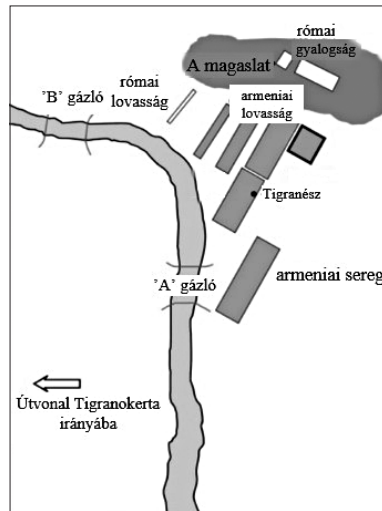 római
gyalogság
A magaslat
'B' gázló
római
lovasság
armeniai
lovasság
Tigranész
'A' gázló
armeniai sereg
Útvonal Tigranokerta
irányába